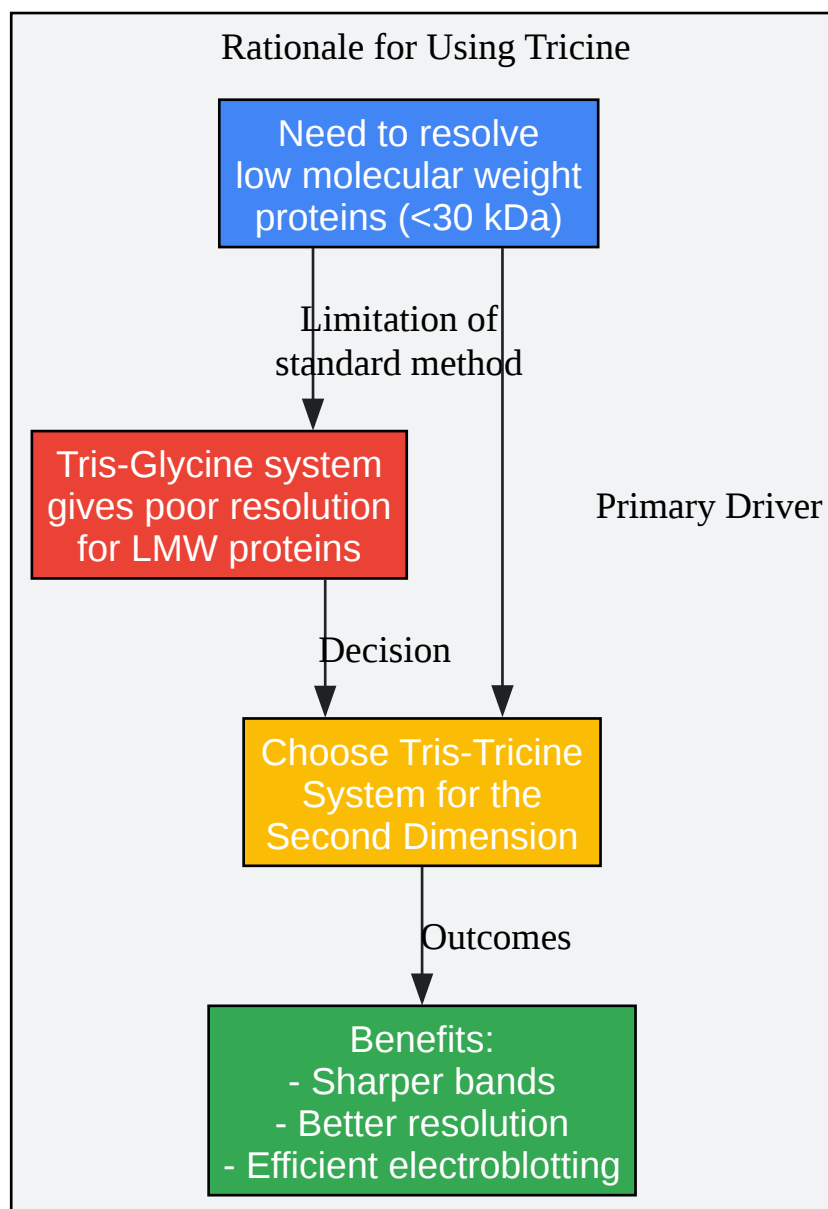 Rationale for Using Tricine
Need to resolve
low molecular weight
proteins (<30 kDa)
Limitation of
standard method
Tris-Glycine system
gives poor resolution
for LMW proteins
Primary Driver
Decision
Choose Tris-Tricine
System for the
Second Dimension
Outcomes
Benefits:
- Sharper bands
- Better resolution
- Efficient electroblotting